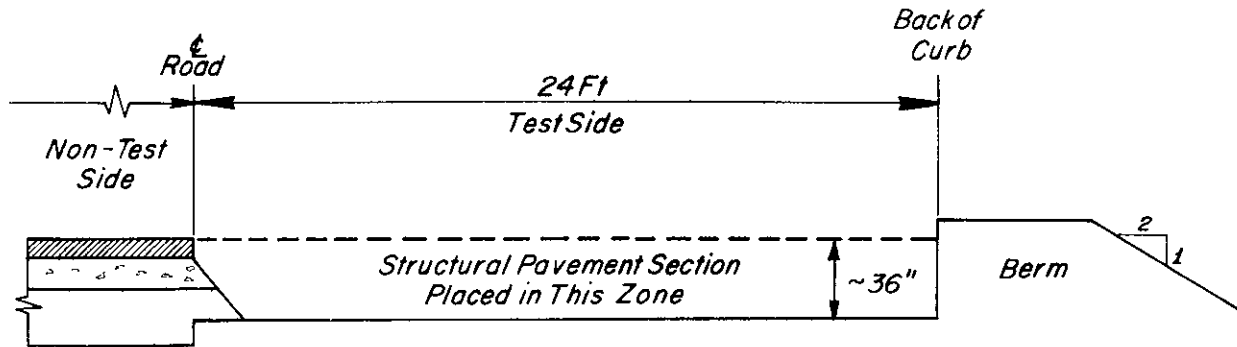 ℄
Road
Back of
Curb
24 Ft
Test Side
Non-Test
Side
Structural Pavement Section
Placed in This Zone
~36"
Berm
2
1